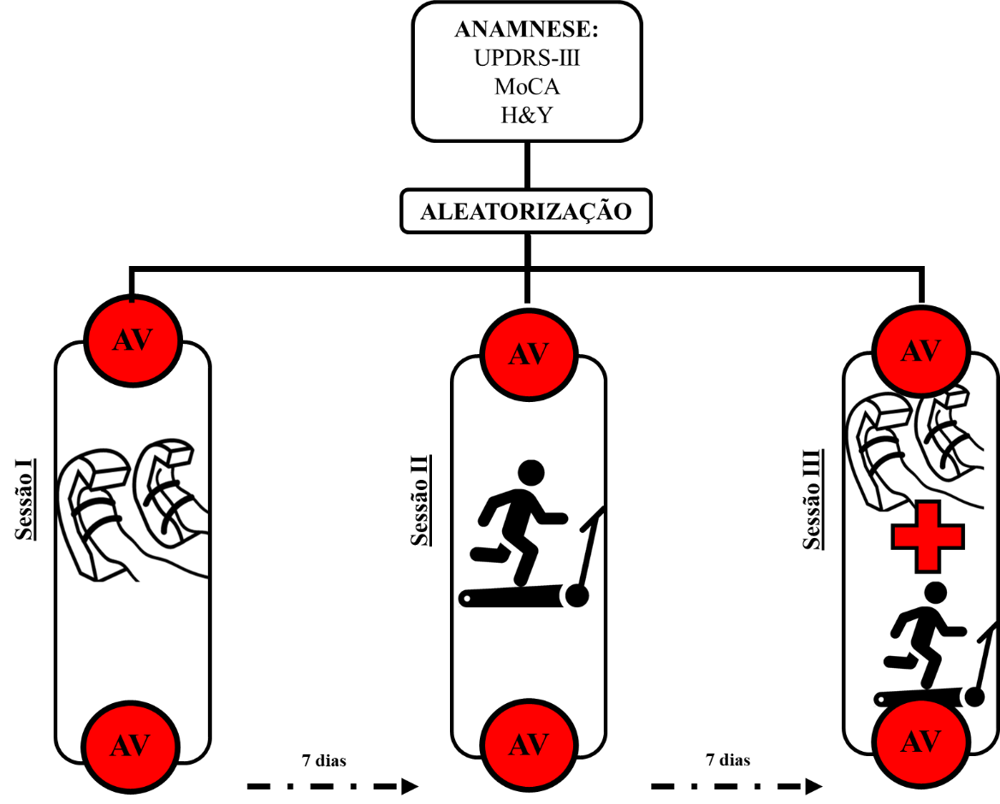 ANAMNESE:
UPDRS-III
MoCA
H&Y
ALEATORIZAÇÃO
AV
AV
AV
Sessão I
Sessão II
Sessão III
AV
AV
AV
7 dias
7 dias